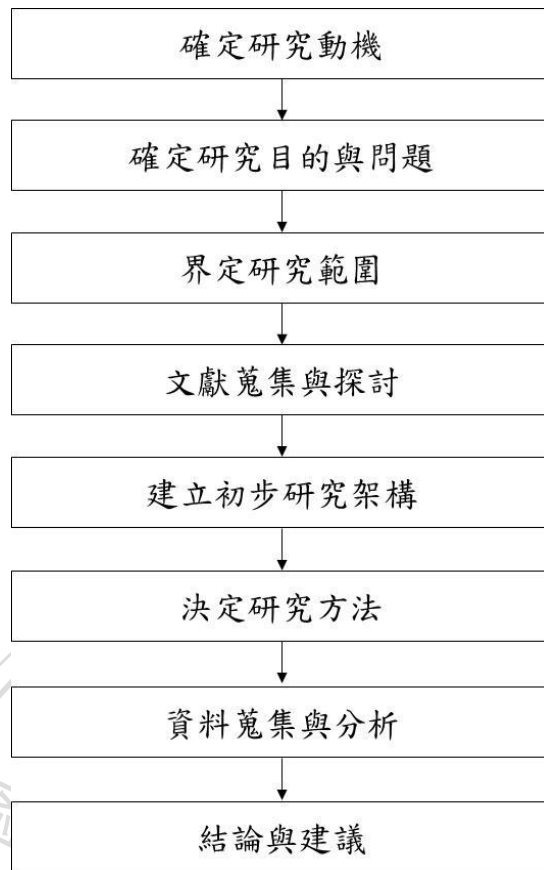 確定研究動機
確定研究目的與問題
界定研究範圍
文獻蒐集與探討
建立初步研究架構
決定研究方法
資料蒐集與分析
結論與建議